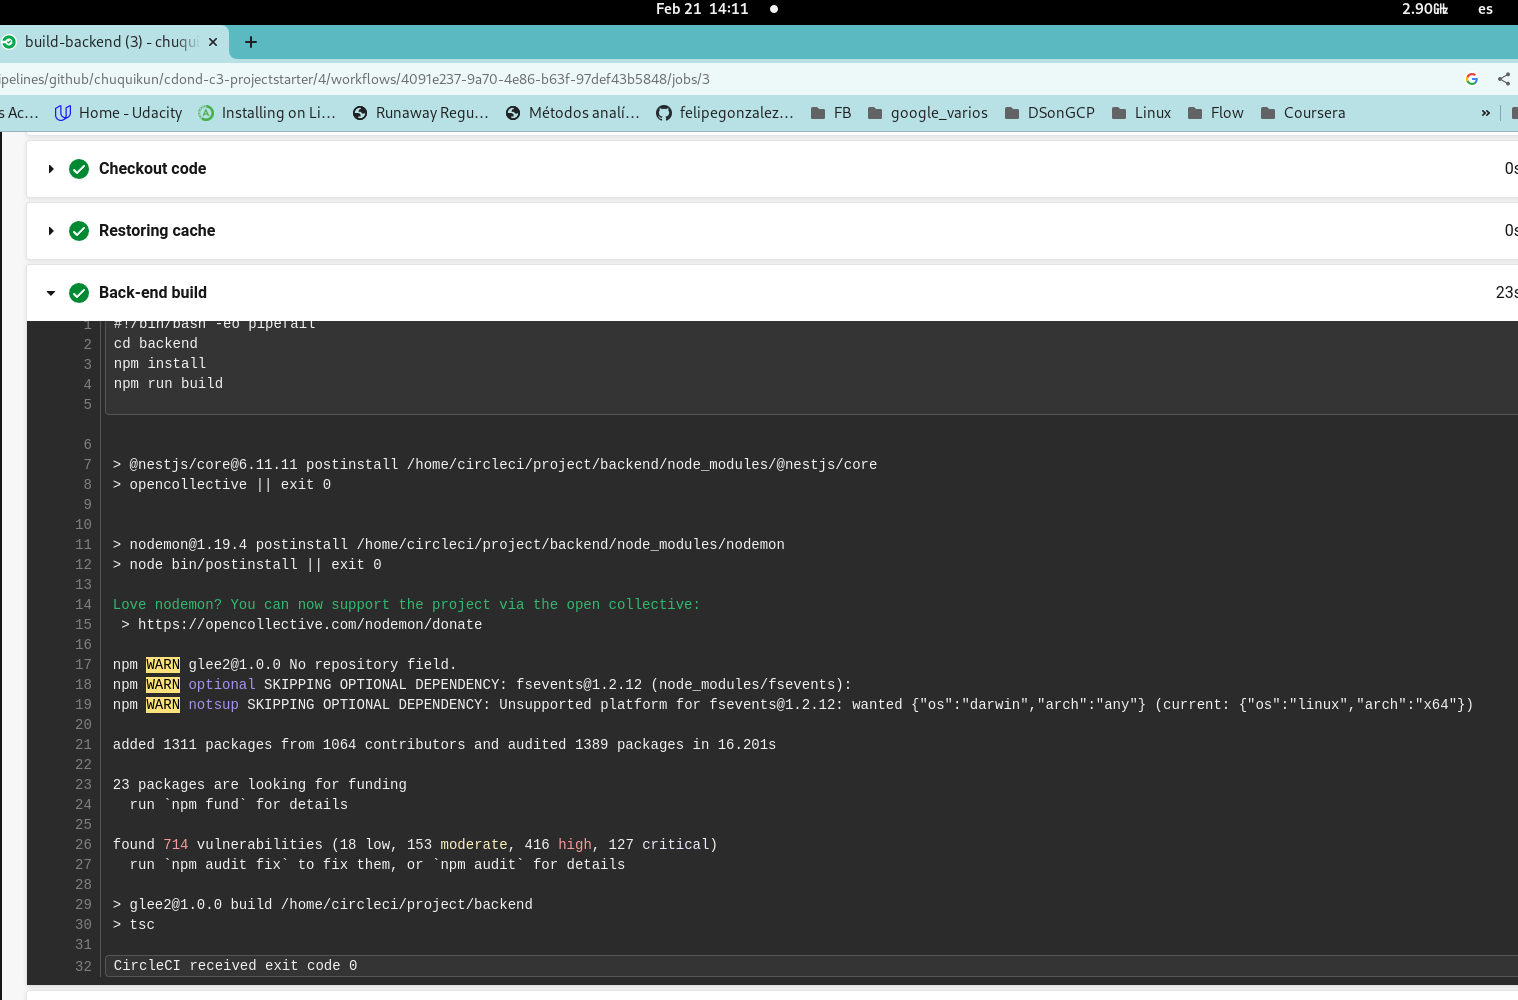 Feb 21 14:11 ● 2.90GHz es
build-backend (3) - chuqui × +
ipelines/github/chuquikun/cdond-c3-projectstarter/4/workflows/4091e237-9a70-4e86-b63f-97def43b5848/jobs/3
s Ac... Home - Udacity Installing on Li... Runaway Regu... Métodos analí... felipegonzalez... FB google_varios DSonGCP Linux Flow Coursera »
Checkout code 0s
Restoring cache 0s
Back-end build 23s
1 #!/bin/bash -eo pipefail
2 cd backend
3 npm install
4 npm run build
5
6
7 > @nestjs/core@6.11.11 postinstall /home/circleci/project/backend/node_modules/@nestjs/core
8 > opencollective || exit 0
9
10
11 > nodemon@1.19.4 postinstall /home/circleci/project/backend/node_modules/nodemon
12 > node bin/postinstall || exit 0
13
14 Love nodemon? You can now support the project via the open collective:
15 > https://opencollective.com/nodemon/donate
16
17 npm WARN glee2@1.0.0 No repository field.
18 npm WARN optional SKIPPING OPTIONAL DEPENDENCY: fsevents@1.2.12 (node_modules/fsevents):
19 npm WARN notsup SKIPPING OPTIONAL DEPENDENCY: Unsupported platform for fsevents@1.2.12: wanted {"os":"darwin","arch":"any"} (current: {"os":"linux","arch":"x64"})
20
21 added 1311 packages from 1064 contributors and audited 1389 packages in 16.201s
22
23 23 packages are looking for funding
24 run `npm fund` for details
25
26 found 714 vulnerabilities (18 low, 153 moderate, 416 high, 127 critical)
27 run `npm audit fix` to fix them, or `npm audit` for details
28
29 > glee2@1.0.0 build /home/circleci/project/backend
30 > tsc
31
32 CircleCI received exit code 0